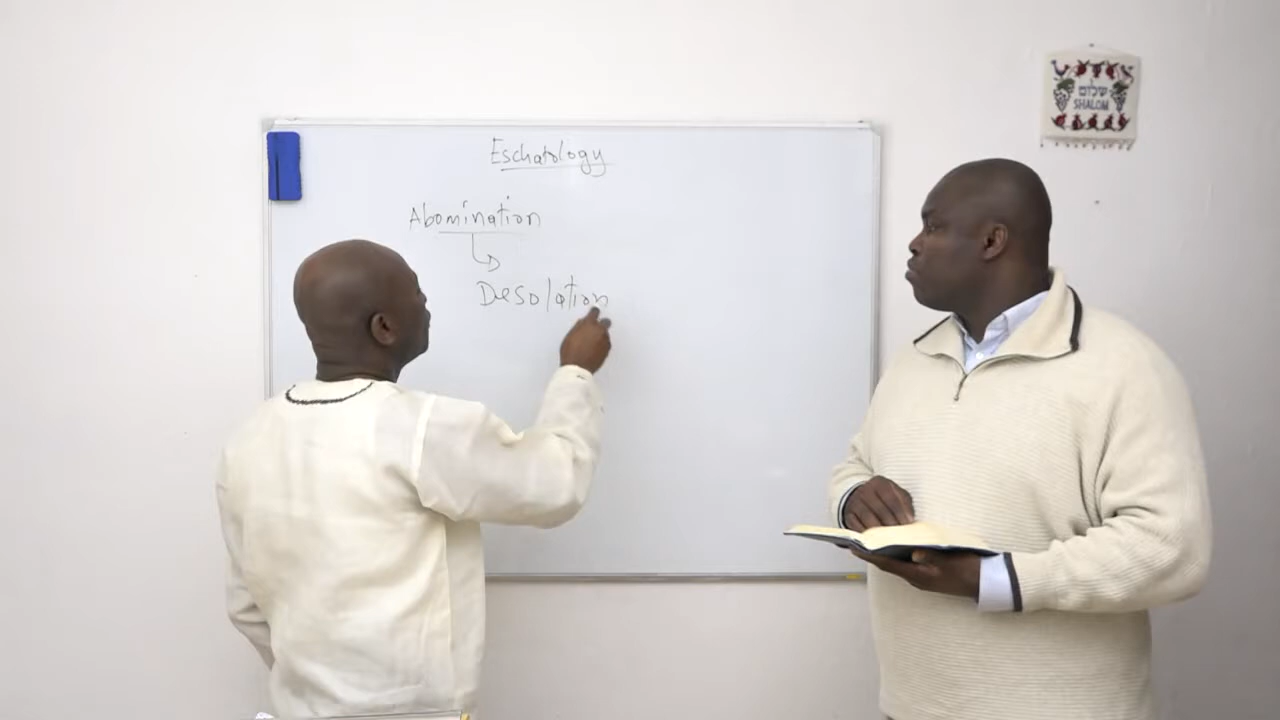 Eschatology
Abomination
Desolation
שלום
SHALOM